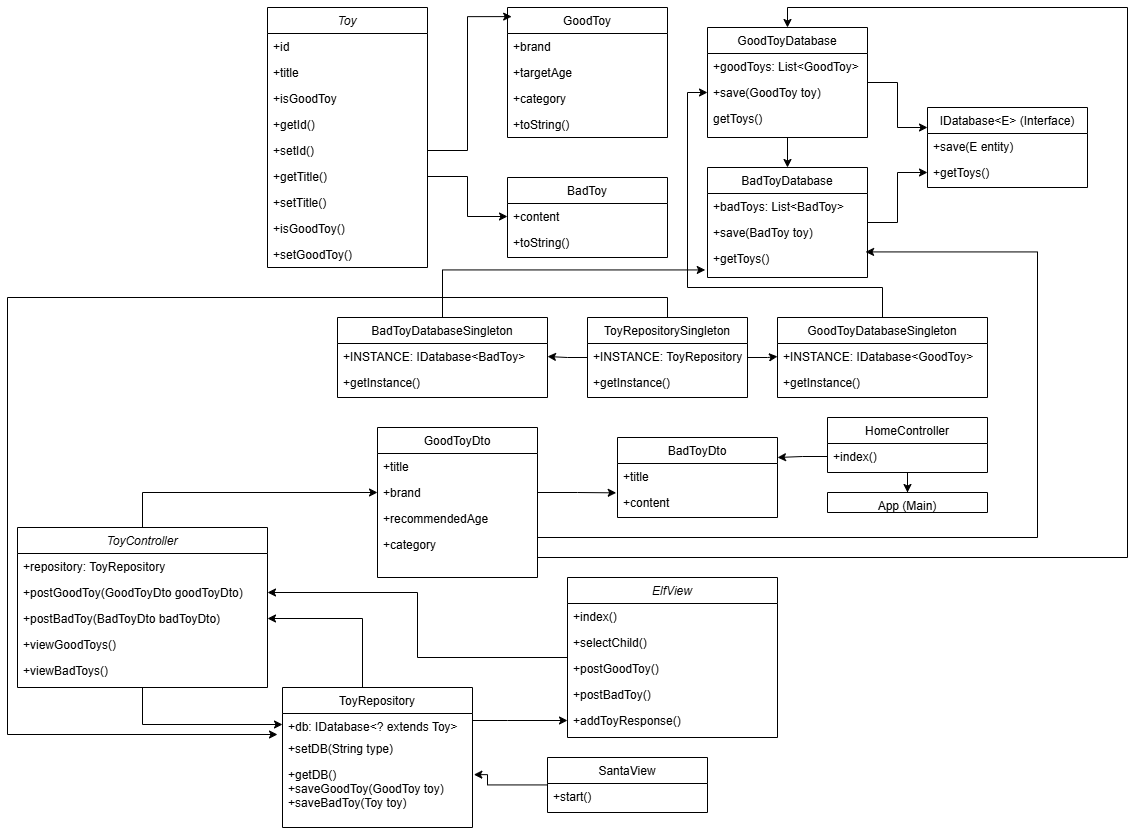 Toy
+id
+title
+isGoodToy
+getId()
+setId()
+getTitle()
+setTitle()
+isGoodToy()
+setGoodToy()
GoodToy
+brand
+targetAge
+category
+toString()
BadToy
+content
+toString()
GoodToyDatabase
+goodToys: List<GoodToy>
+save(GoodToy toy)
getToys()
BadToyDatabase
+badToys: List<BadToy>
+save(BadToy toy)
+getToys()
IDatabase<E> (Interface)
+save(E entity)
+getToys()
BadToyDatabaseSingleton
+INSTANCE: IDatabase<BadToy>
+getInstance()
ToyRepositorySingleton
+INSTANCE: ToyRepository
+getInstance()
GoodToyDatabaseSingleton
+INSTANCE: IDatabase<GoodToy>
+getInstance()
GoodToyDto
+title
+brand
+recommendedAge
+category
BadToyDto
+title
+content
HomeController
+index()
App (Main)
ToyController
+repository: ToyRepository
+postGoodToy(GoodToyDto goodToyDto)
+postBadToy(BadToyDto badToyDto)
+viewGoodToys()
+viewBadToys()
ElfView
+index()
+selectChild()
+postGoodToy()
+postBadToy()
+addToyResponse()
ToyRepository
+db: IDatabase<? extends Toy>
+setDB(String type)
+getDB()
+saveGoodToy(GoodToy toy)
+saveBadToy(Toy toy)
SantaView
+start()